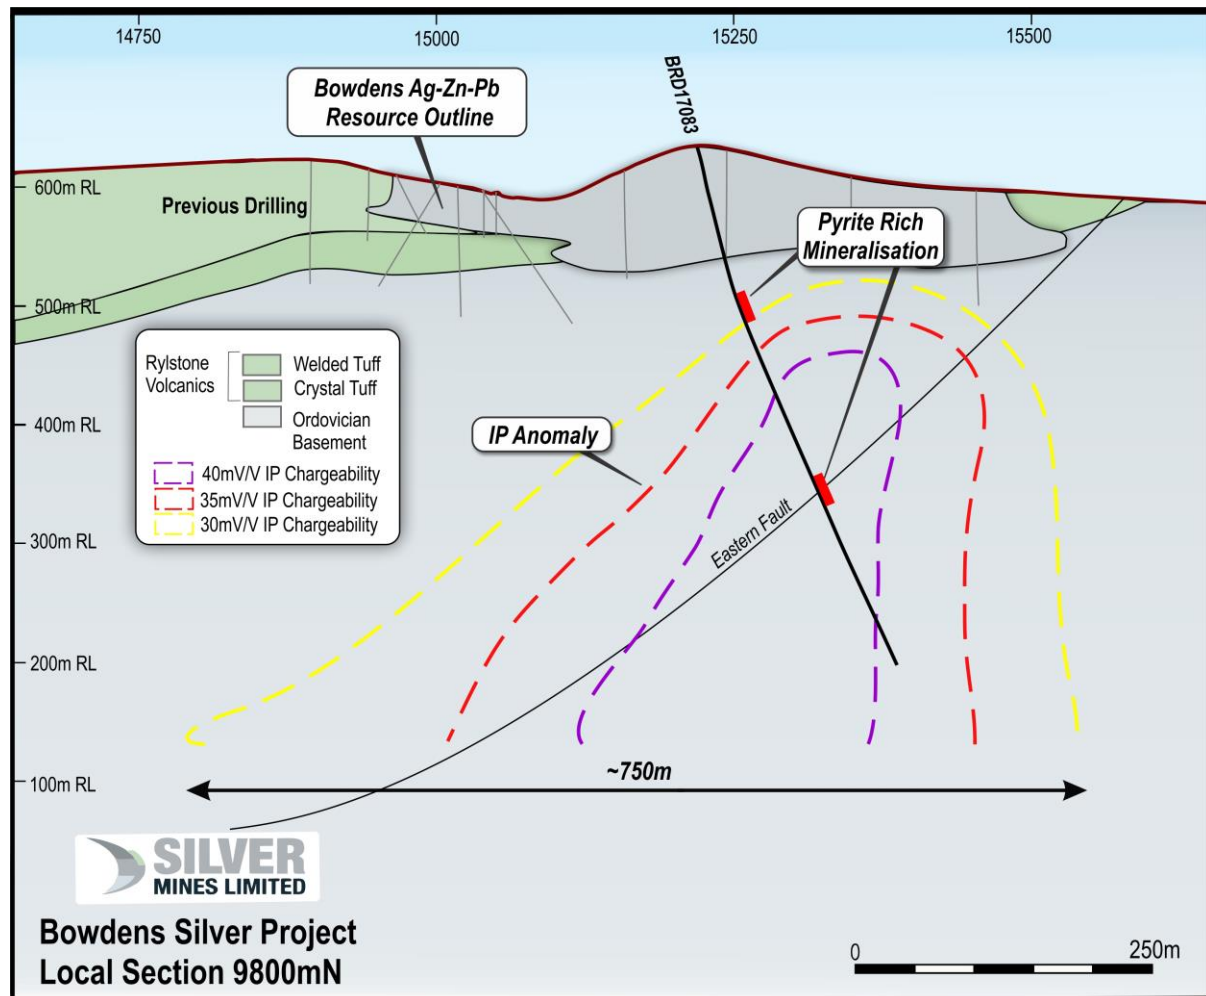 14750
15000
15250
15500
BRD17083
Bowdens Ag-Zn-Pb
Resource Outline
600m RL
Previous Drilling
Pyrite Rich
Mineralisation
500m RL
Rylstone
Volcanics
Welded Tuff
Crystal Tuff
Ordovician
Basement
40mV/V IP Chargeability
35mV/V IP Chargeability
30mV/V IP Chargeability
400m RL
IP Anomaly
Eastern Fault
300m RL
200m RL
~750m
100m RL
SILVER
MINES LIMITED
Bowdens Silver Project
Local Section 9800mN
0
250m